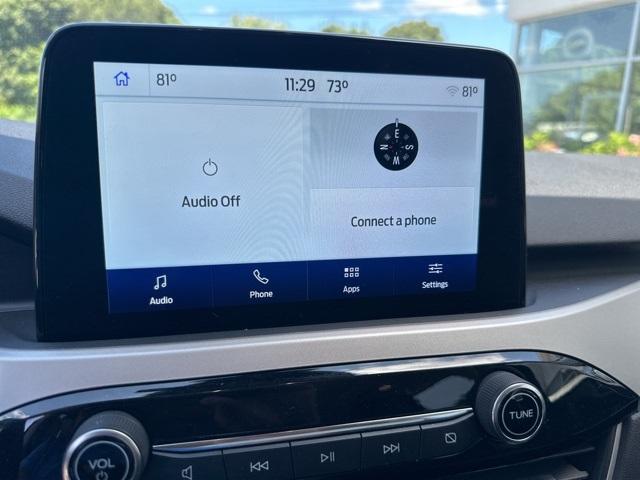 81° 11:29 73° 81°
E
N S
W
Audio Off
Connect a phone
Audio Phone Apps Settings
VOL TUNE